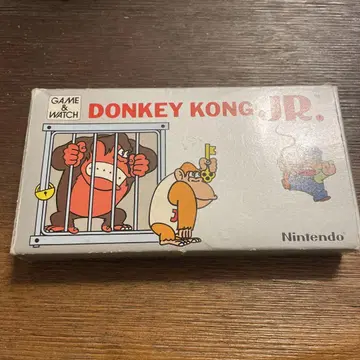 GAME
&
WATCH
DONKEY KONG JR.
J
Nintendo